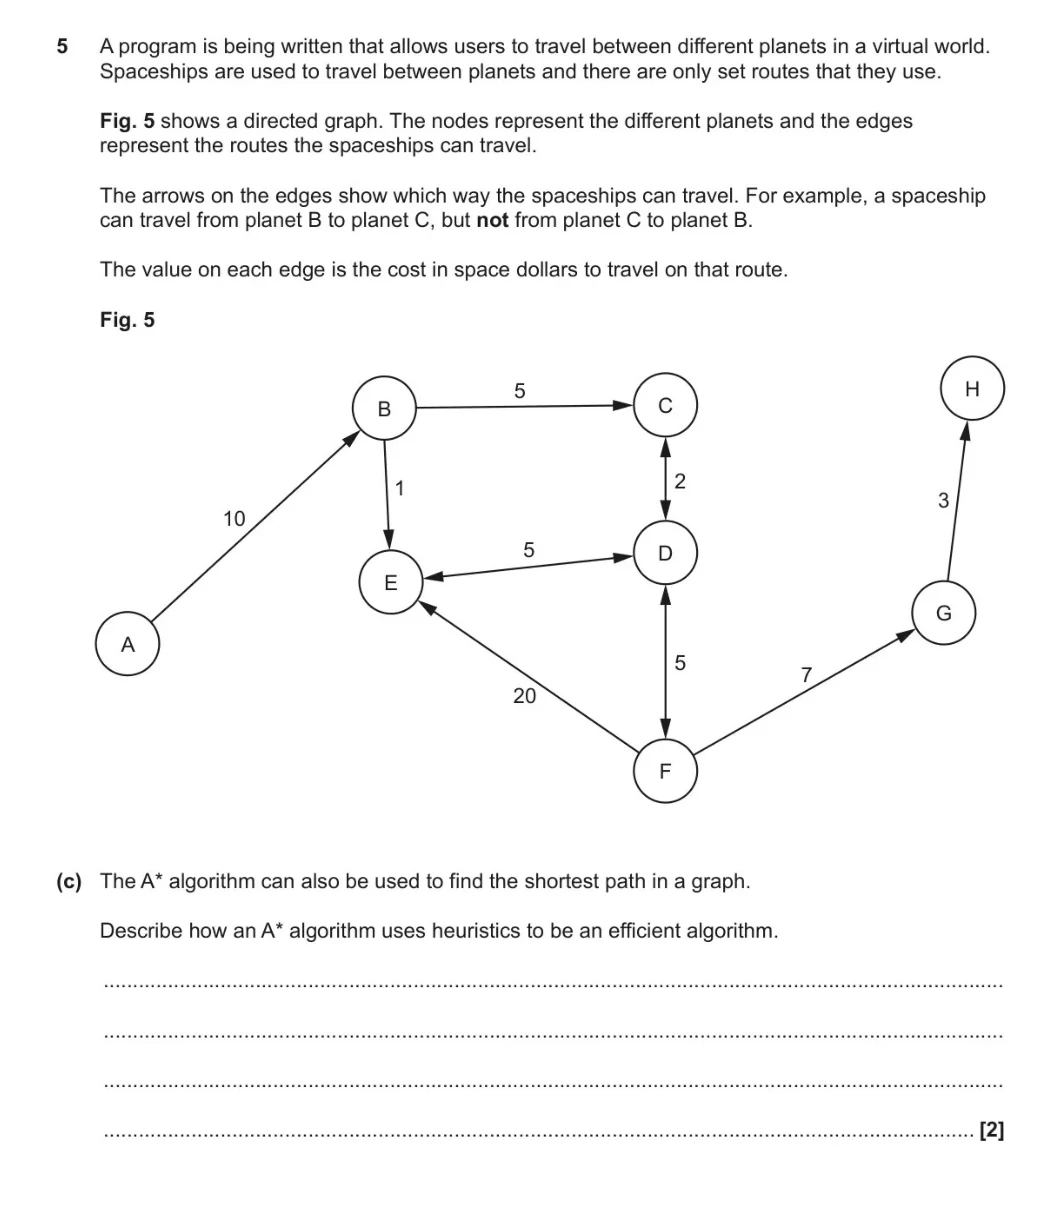 5 A program is being written that allows users to travel between different planets in a virtual world.
Spaceships are used to travel between planets and there are only set routes that they use.
Fig. 5 shows a directed graph. The nodes represent the different planets and the edges
represent the routes the spaceships can travel.
The arrows on the edges show which way the spaceships can travel. For example, a spaceship
can travel from planet B to planet C, but not from planet C to planet B.
The value on each edge is the cost in space dollars to travel on that route.
Fig. 5
H
5
B
C
2
1
3
10
5
D
E
G
A
5
7
20
F
(c) The A* algorithm can also be used to find the shortest path in a graph.
Describe how an A* algorithm uses heuristics to be an efficient algorithm.
[2]